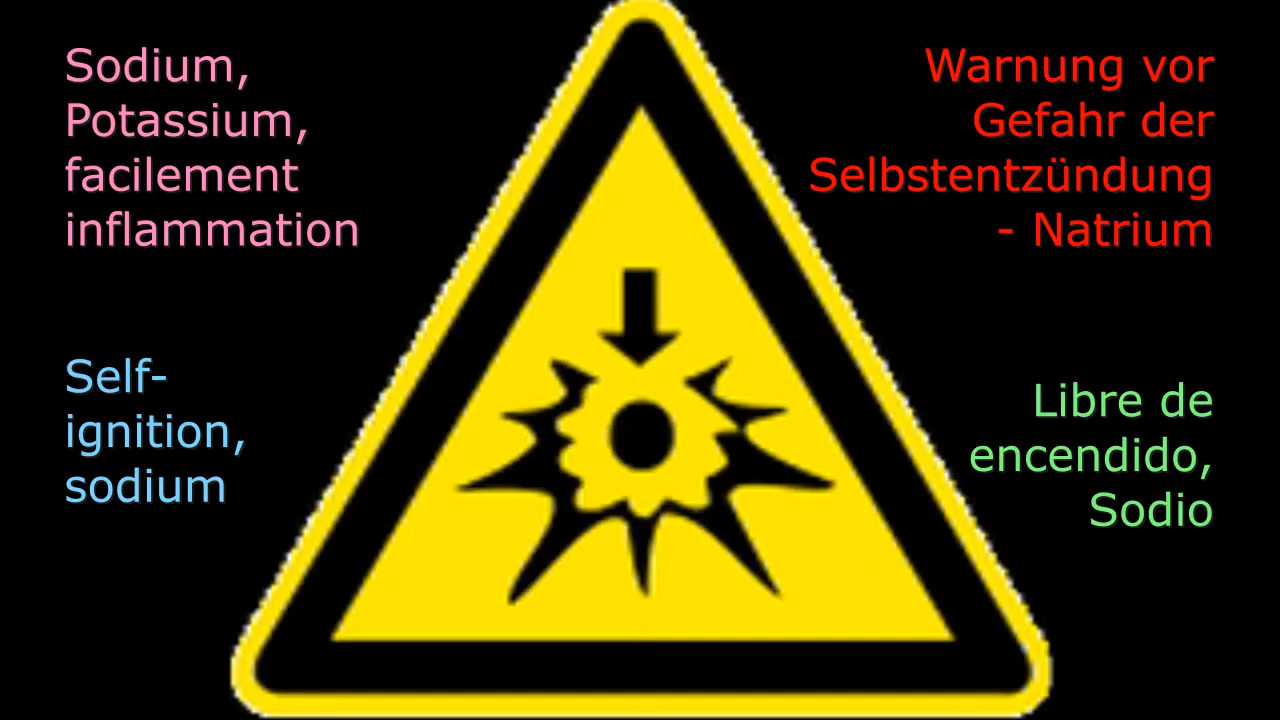 Sodium,
Potassium,
facilement
inflammation
Warnung vor
Gefahr der
Selbstentzündung
- Natrium
Self-
ignition,
sodium
Libre de
encendido,
Sodio